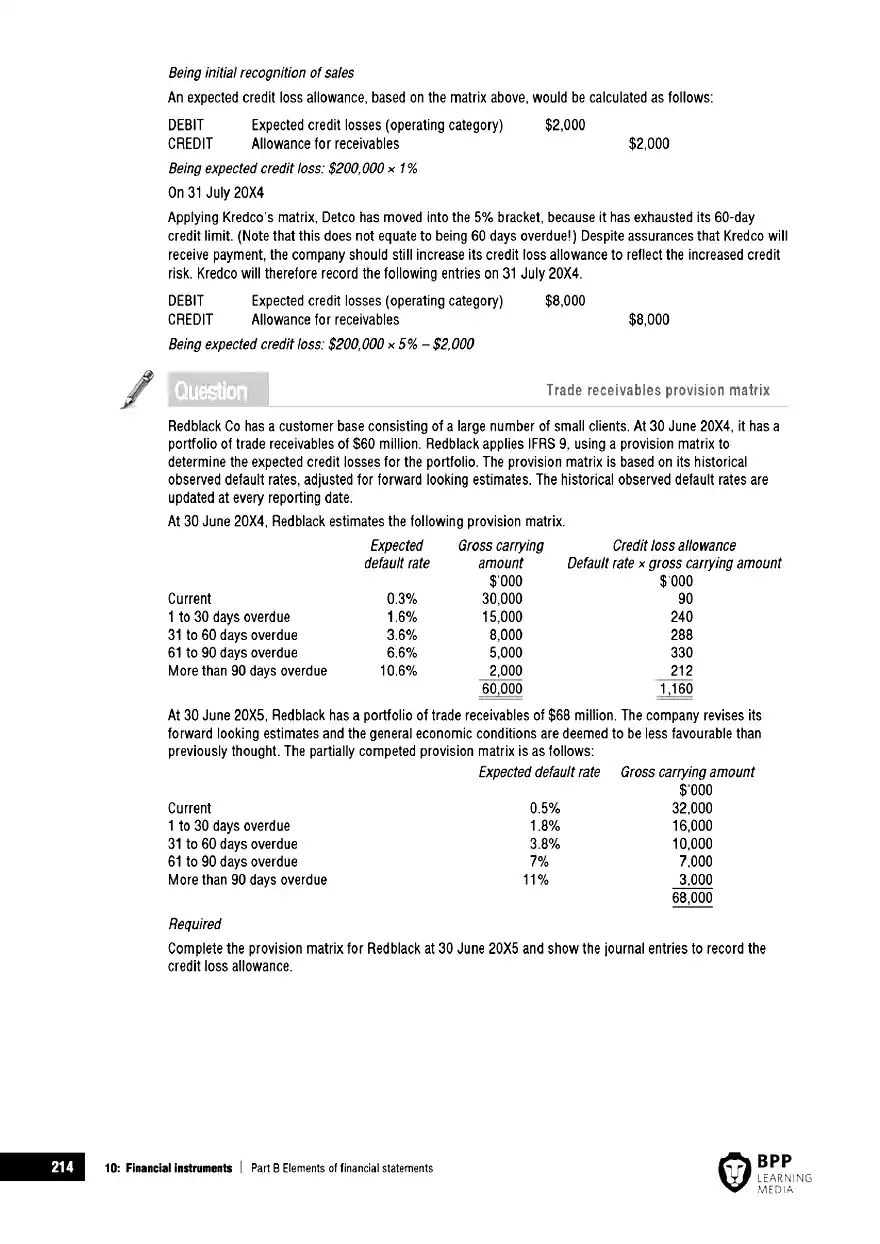 Being initial recognition of sales
An expected credit loss allowance, based on the matrix above, would be calculated as follows:
DEBIT Expected credit losses (operating category) $2,000
CREDIT Allowance for receivables $2,000
Being expected credit loss: $200,000 × 1%
On 31 July 20X4
Applying Kredco's matrix, Detco has moved into the 5% bracket, because it has exhausted its 60-day
credit limit. (Note that this does not equate to being 60 days overdue!) Despite assurances that Kredco will
receive payment, the company should still increase its credit loss allowance to reflect the increased credit
risk. Kredco will therefore record the following entries on 31 July 20X4.
DEBIT Expected credit losses (operating category) $8,000
CREDIT Allowance for receivables $8,000
Being expected credit loss: $200,000 × 5% – $2,000
Question Trade receivables provision matrix
Redblack Co has a customer base consisting of a large number of small clients. At 30 June 20X4, it has a
portfolio of trade receivables of $60 million. Redblack applies IFRS 9, using a provision matrix to
determine the expected credit losses for the portfolio. The provision matrix is based on its historical
observed default rates, adjusted for forward looking estimates. The historical observed default rates are
updated at every reporting date.
At 30 June 20X4, Redblack estimates the following provision matrix.
Expected Gross carrying Credit loss allowance
default rate amount Default rate × gross carrying amount
$'000 $'000
Current 0.3% 30,000 90
1 to 30 days overdue 1.6% 15,000 240
31 to 60 days overdue 3.6% 8,000 288
61 to 90 days overdue 6.6% 5,000 330
More than 90 days overdue 10.6% 2,000 212
60,000 1,160
At 30 June 20X5, Redblack has a portfolio of trade receivables of $68 million. The company revises its
forward looking estimates and the general economic conditions are deemed to be less favourable than
previously thought. The partially competed provision matrix is as follows:
Expected default rate Gross carrying amount
$'000
Current 0.5% 32,000
1 to 30 days overdue 1.8% 16,000
31 to 60 days overdue 3.8% 10,000
61 to 90 days overdue 7% 7,000
More than 90 days overdue 11% 3,000
68,000
Required
Complete the provision matrix for Redblack at 30 June 20X5 and show the journal entries to record the
credit loss allowance.
214 10: Financial instruments | Part B Elements of financial statements
BPP
LEARNING
MEDIA